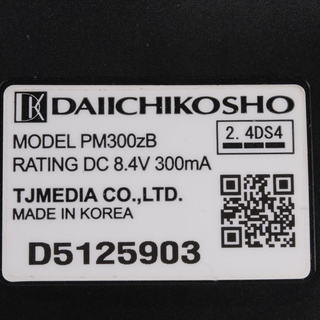 DAIICHIKOSHO
MODEL PM300zB
2.4DS4
RATING DC 8.4V 300mA
TJMEDIA CO.,LTD.
MADE IN KOREA
D5125903